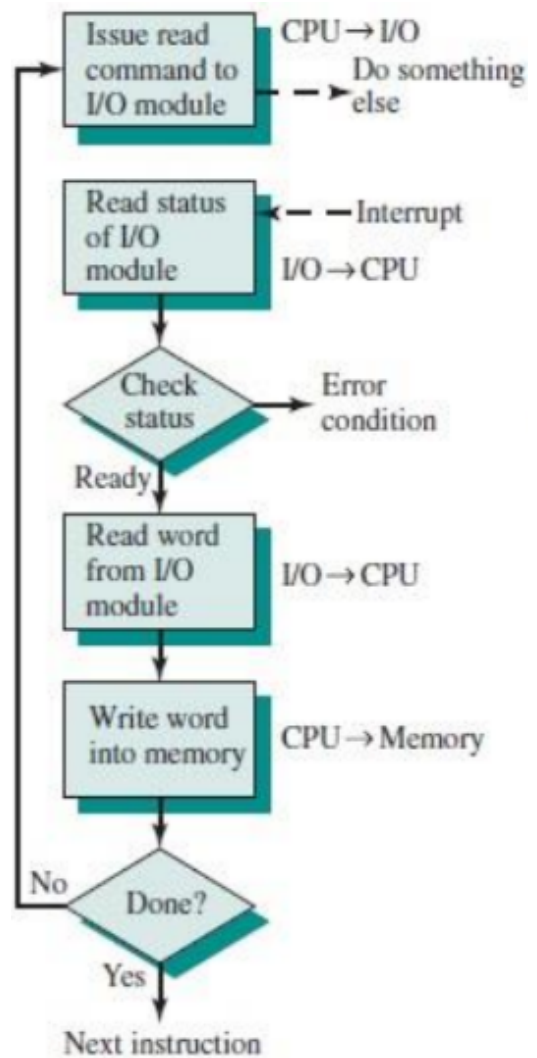 Issue read
command to
I/O module
CPU→I/O
Do something
else
Read status
of I/O
module
Interrupt
I/O→CPU
Check
status
Error
condition
Ready
Read word
from I/O
module
I/O→CPU
Write word
into memory
CPU→Memory
No
Done?
Yes
Next instruction